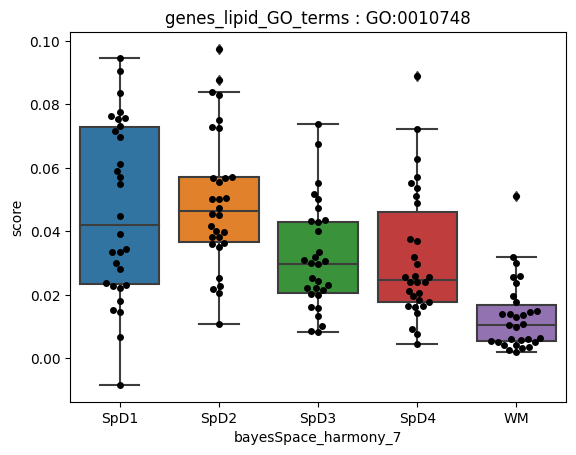 genes_lipid_GO_terms : GO:0010748
0.10
0.08
0.06
0.04
0.02
0.00
score
SpD1 SpD2 SpD3 SpD4 WM
bayesSpace_harmony_7